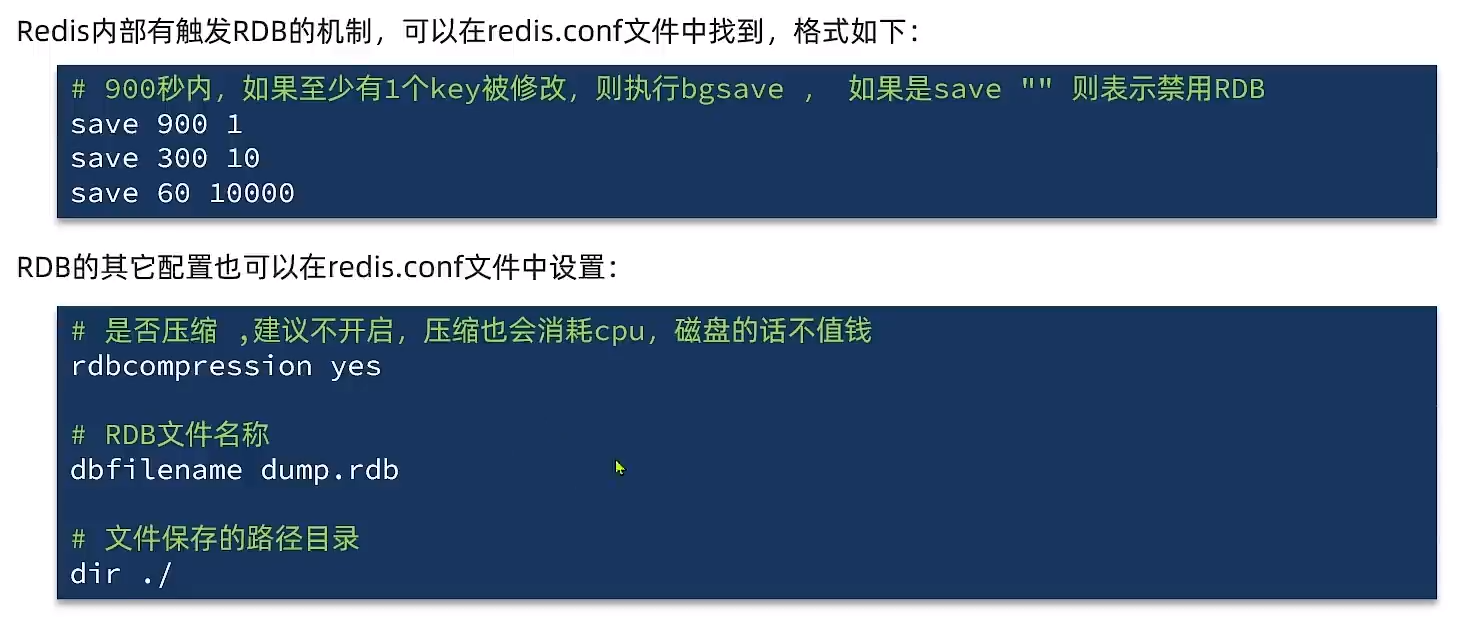 Redis内部有触发RDB的机制，可以在redis.conf文件中找到，格式如下：
# 900秒内，如果至少有1个key被修改，则执行bgsave ， 如果是save "" 则表示禁用RDB
save 900 1
save 300 10
save 60 10000
RDB的其它配置也可以在redis.conf文件中设置：
# 是否压缩 ,建议不开启，压缩也会消耗cpu，磁盘的话不值钱
rdbcompression yes
# RDB文件名称
dbfilename dump.rdb
# 文件保存的路径目录
dir ./